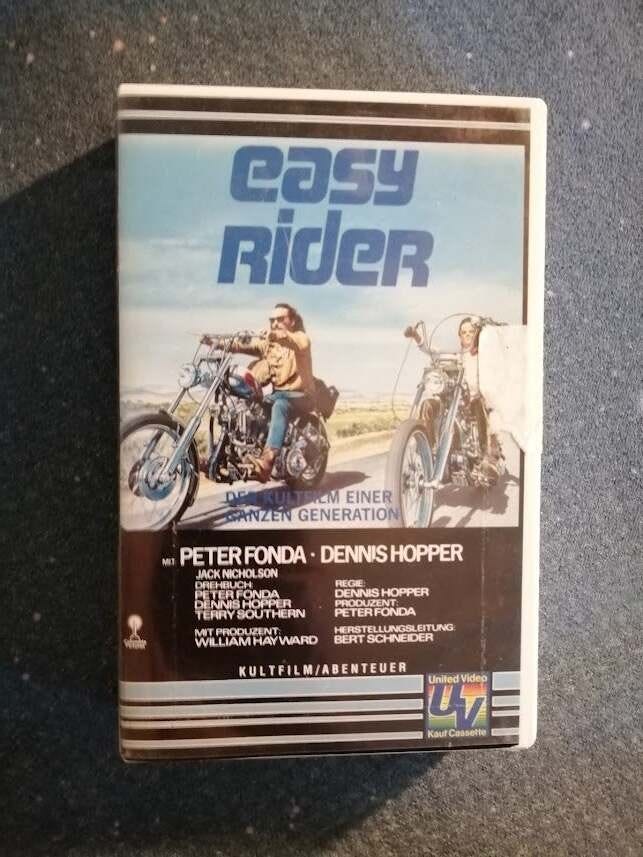 easy
Rider
DER KULTFILM EINER
GANZEN GENERATION
MIT PETER FONDA · DENNIS HOPPER
JACK NICHOLSON
DREHBUCH:
PETER FONDA
DENNIS HOPPER
TERRY SOUTHERN
REGIE:
DENNIS HOPPER
PRODUZENT:
PETER FONDA
MIT PRODUZENT:
WILLIAM HAYWARD
HERSTELLUNGSLEITUNG:
BERT SCHNEIDER
KULTFILM/ABENTEUER
United Video
UV
Kauf Cassette